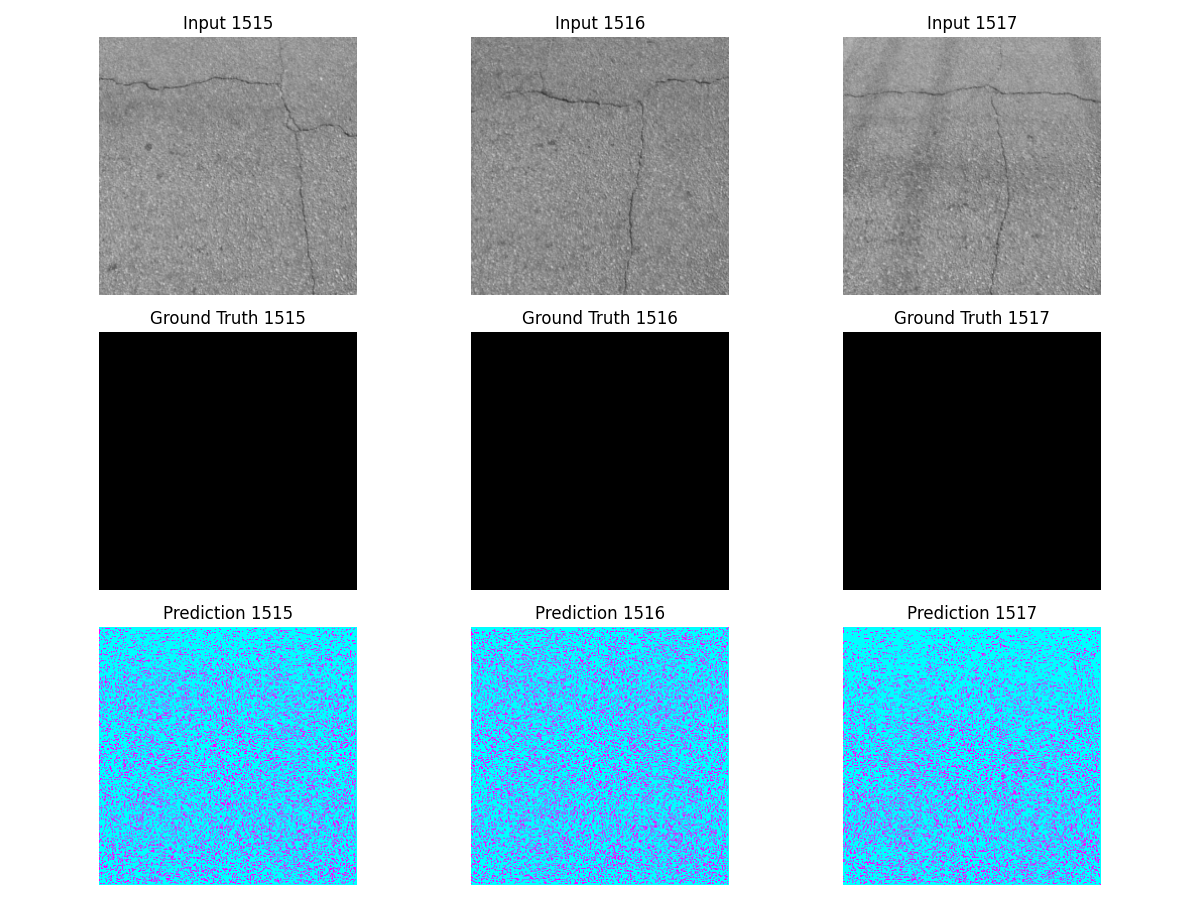 Input 1515
Input 1516
Input 1517
Ground Truth 1515
Ground Truth 1516
Ground Truth 1517
Prediction 1515
Prediction 1516
Prediction 1517